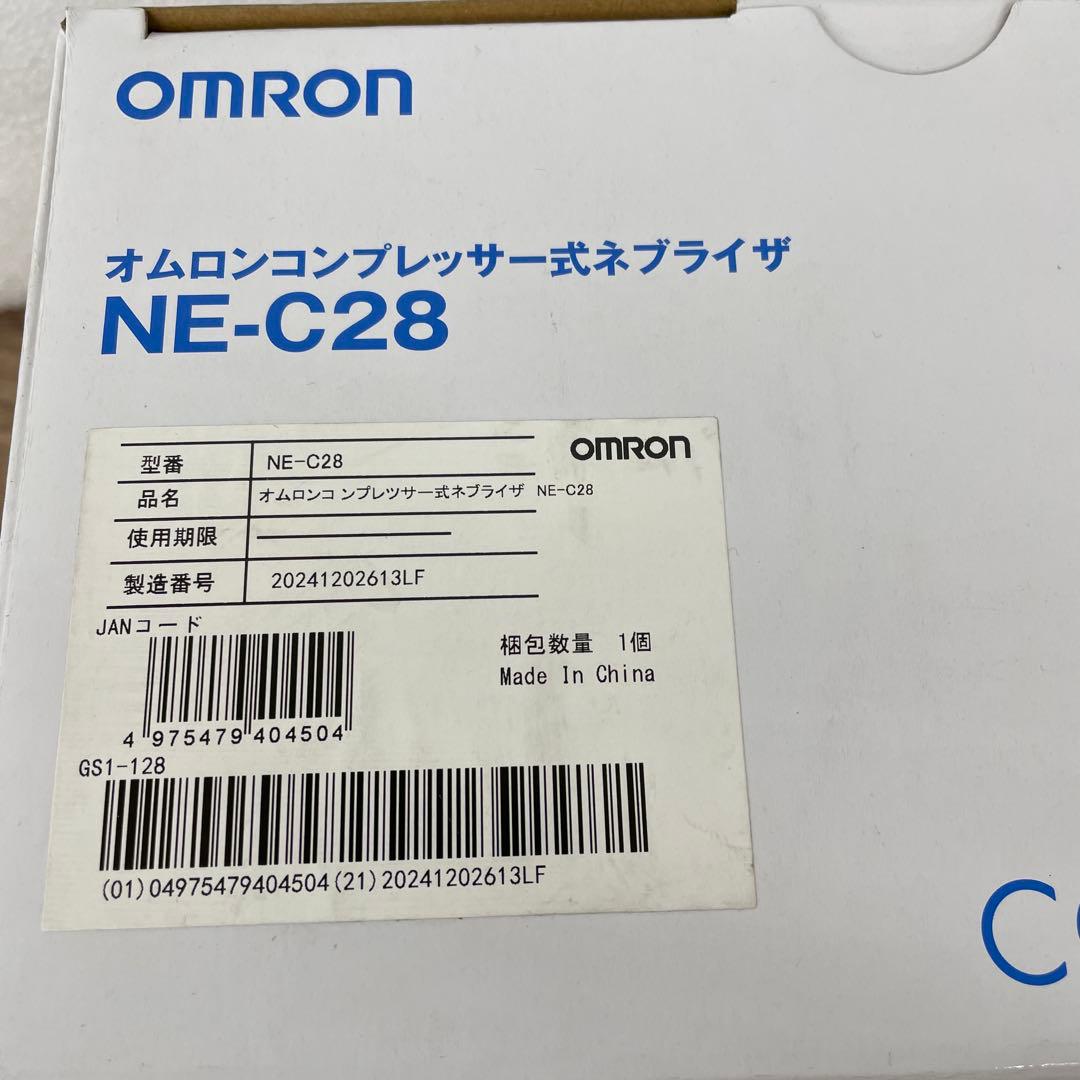 OMRON
オムロンコンプレッサー式ネブライザ
NE-C28
OMRON
型番 NE-C28
品名 オムロンコンプレツサー式ネブライザ NE-C28
使用期限 ————————
製造番号 20241202613LF
JANコード
梱包数量 1個
Made In China
4 975479 404504
GS1-128
(01)04975479404504(21)20241202613LF